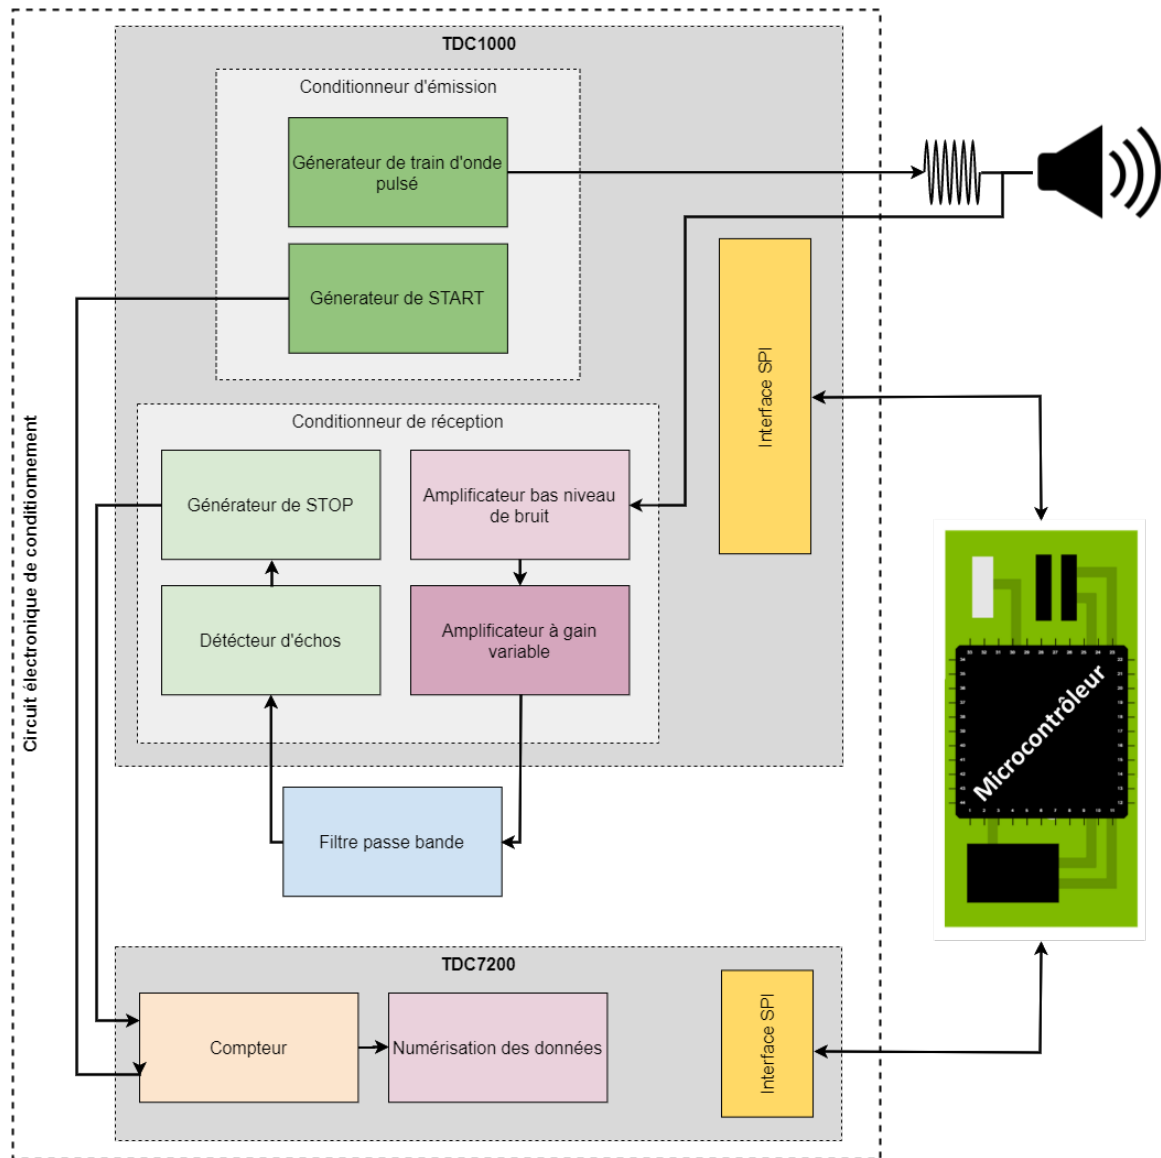 TDC1000
Conditionneur d'émission
Génerateur de train d'onde
pulsé
Génerateur de START
Interface SPI
Circuit électronique de conditionnement
Conditionneur de réception
Générateur de STOP
Amplificateur bas niveau
de bruit
Détécteur d'échos
Amplificateur à gain
variable
Microcontrôleur
Filtre passe bande
TDC7200
Compteur
Numérisation des données
Interface SPI